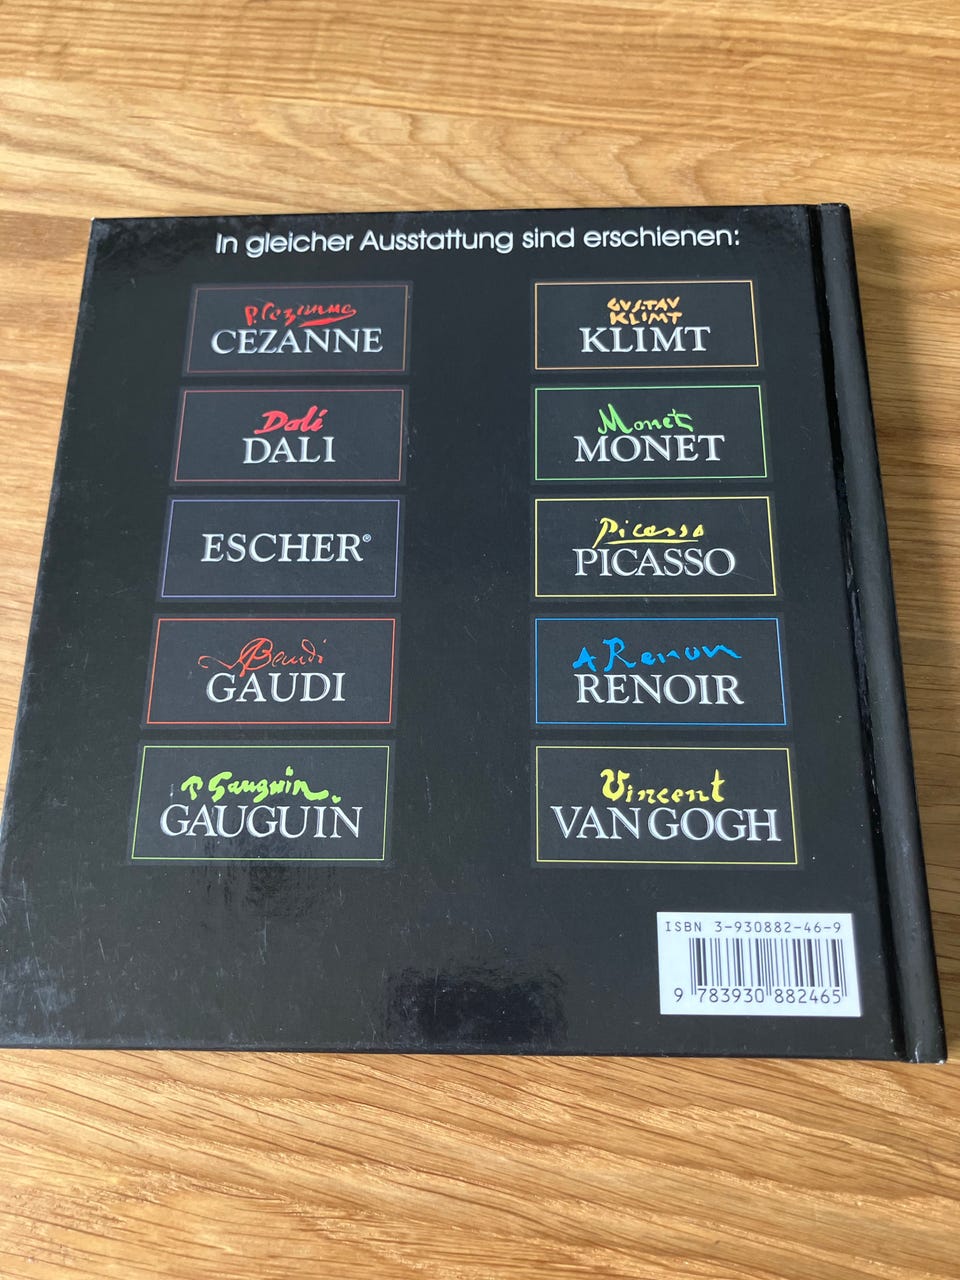 In gleicher Ausstattung sind erschienen:
P. Cezanne
CEZANNE
Dali
DALI
ESCHER®
Gaudi
GAUDI
P Gauguin
GAUGUIN
GUSTAV
KLIMT
KLIMT
Monet
MONET
Picasso
PICASSO
A Renoir
RENOIR
Vincent
VAN GOGH
ISBN 3-930882-46-9
9 783930 882465